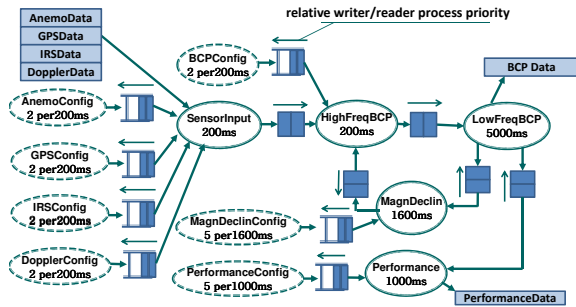 relative writer/reader process priority
AnemoData
GPSData
IRSData
DopplerData
BCPConfig
2 per200ms
BCP Data
AnemoConfig
2 per200ms
SensorInput
200ms
HighFreqBCP
200ms
LowFreqBCP
5000ms
GPSConfig
2 per200ms
IRSConfig
2 per200ms
MagnDeclin
1600ms
MagnDeclinConfig
5 per1600ms
DopplerConfig
2 per200ms
PerformanceConfig
5 per1000ms
Performance
1000ms
PerformanceData